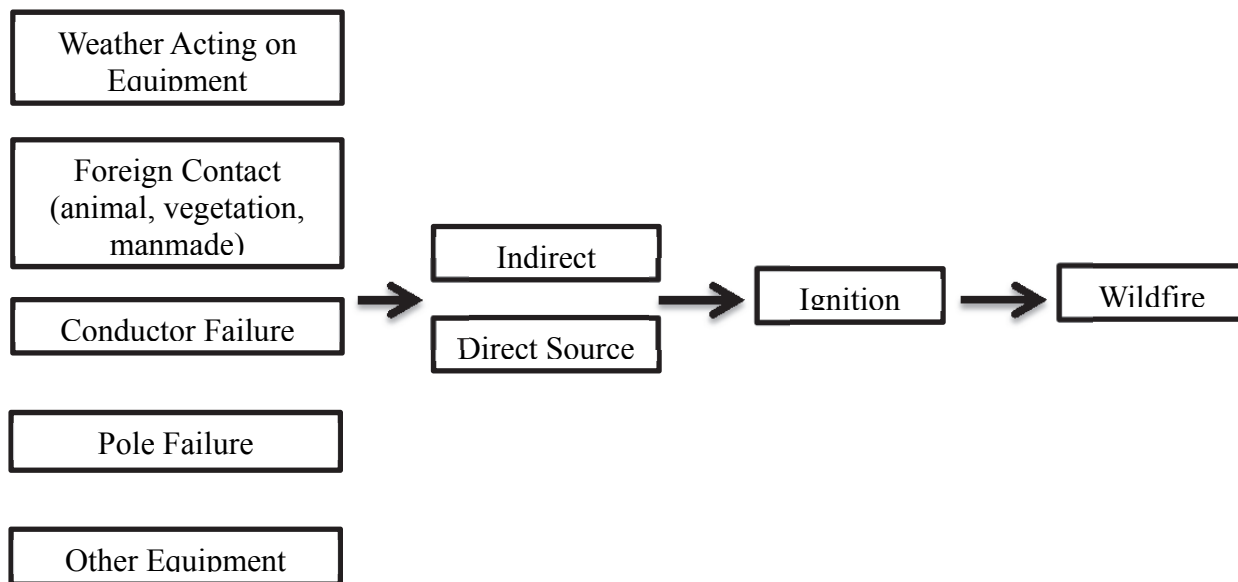 Weather Acting on
Equipment
Foreign Contact
(animal, vegetation,
manmade)
Conductor Failure
Pole Failure
Other Equipment
Indirect
Direct Source
Ignition
Wildfire